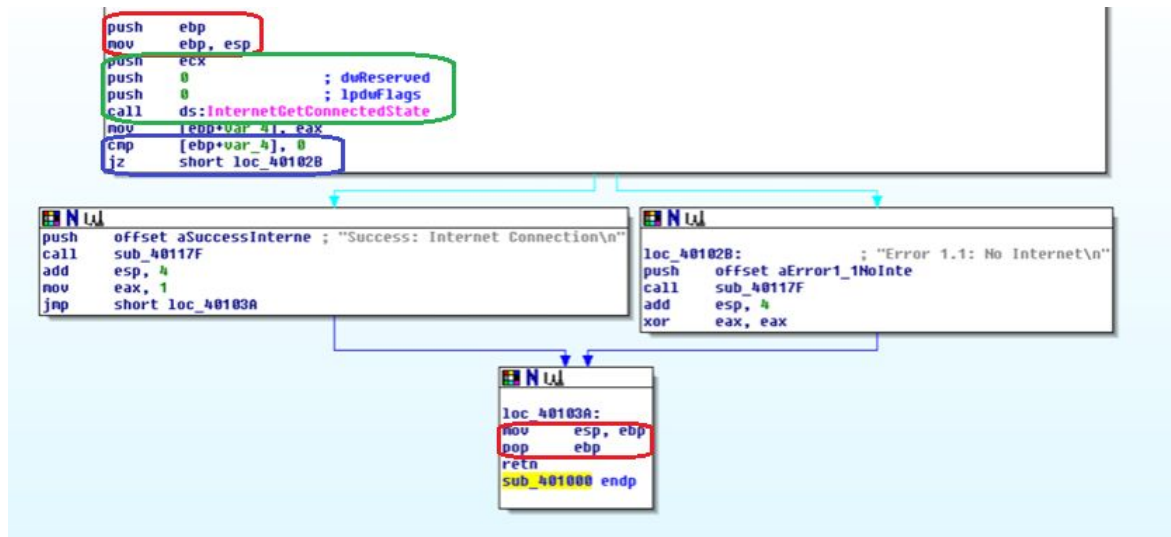 push ebp
mov ebp, esp
push ecx
push 0 ; dwReserved
push 0 ; lpdwFlags
call ds:InternetGetConnectedState
mov [ebp+var_4], eax
cmp [ebp+var_4], 0
jz short loc_40102B
N
push offset aSuccessInterne ; "Success: Internet Connection\n"
call sub_40117F
add esp, 4
mov eax, 1
jmp short loc_40103A
N
loc_40102B: ; "Error 1.1: No Internet\n"
push offset aError1_1NoInte
call sub_40117F
add esp, 4
xor eax, eax
N
loc_40103A:
mov esp, ebp
pop ebp
retn
sub_401000 endp